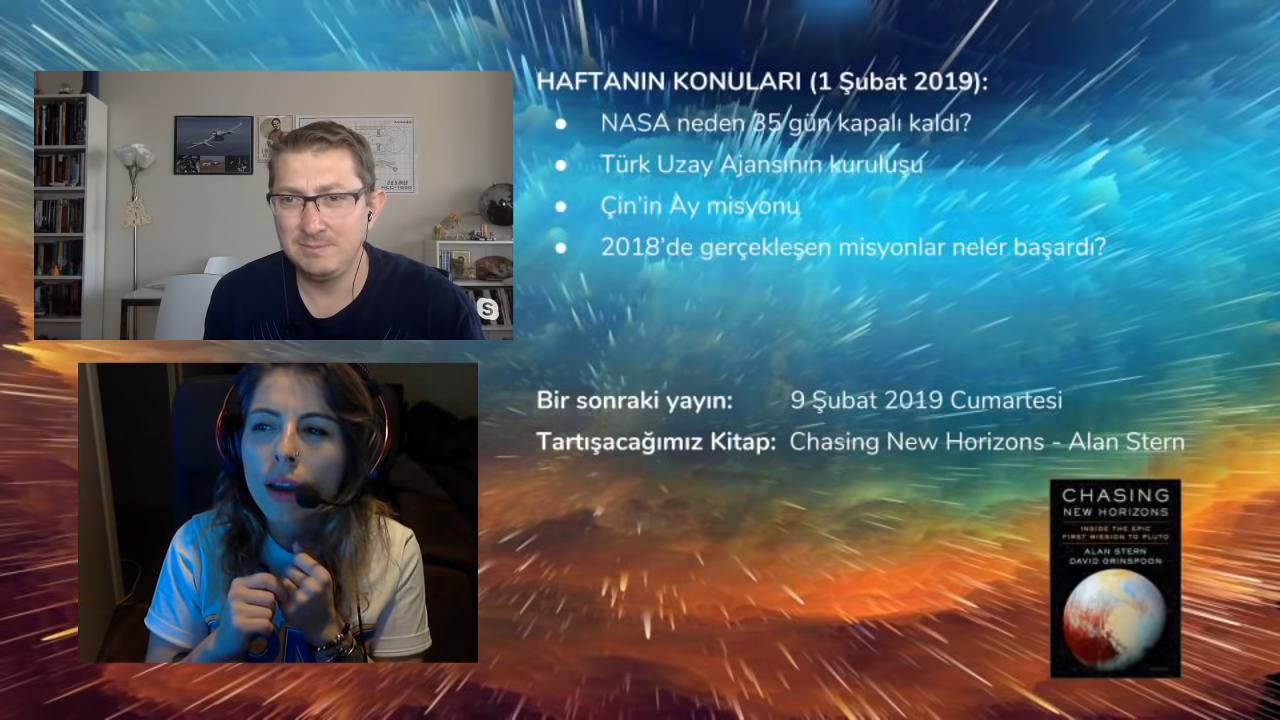 HAFTANIN KONULARI (1 Şubat 2019):
● NASA neden 35 gün kapalı kaldı?
● Türk Uzay Ajansının kuruluşu
● Çin'in Ay misyonu
● 2018'de gerçekleşen misyonlar neler başardı?
Bir sonraki yayın: 9 Şubat 2019 Cumartesi
Tartışacağımız Kitap: Chasing New Horizons - Alan Stern
CHASING
NEW HORIZONS
INSIDE THE EPIC
FIRST MISSION TO PLUTO
ALAN STERN
DAVID GRINSPOON
S